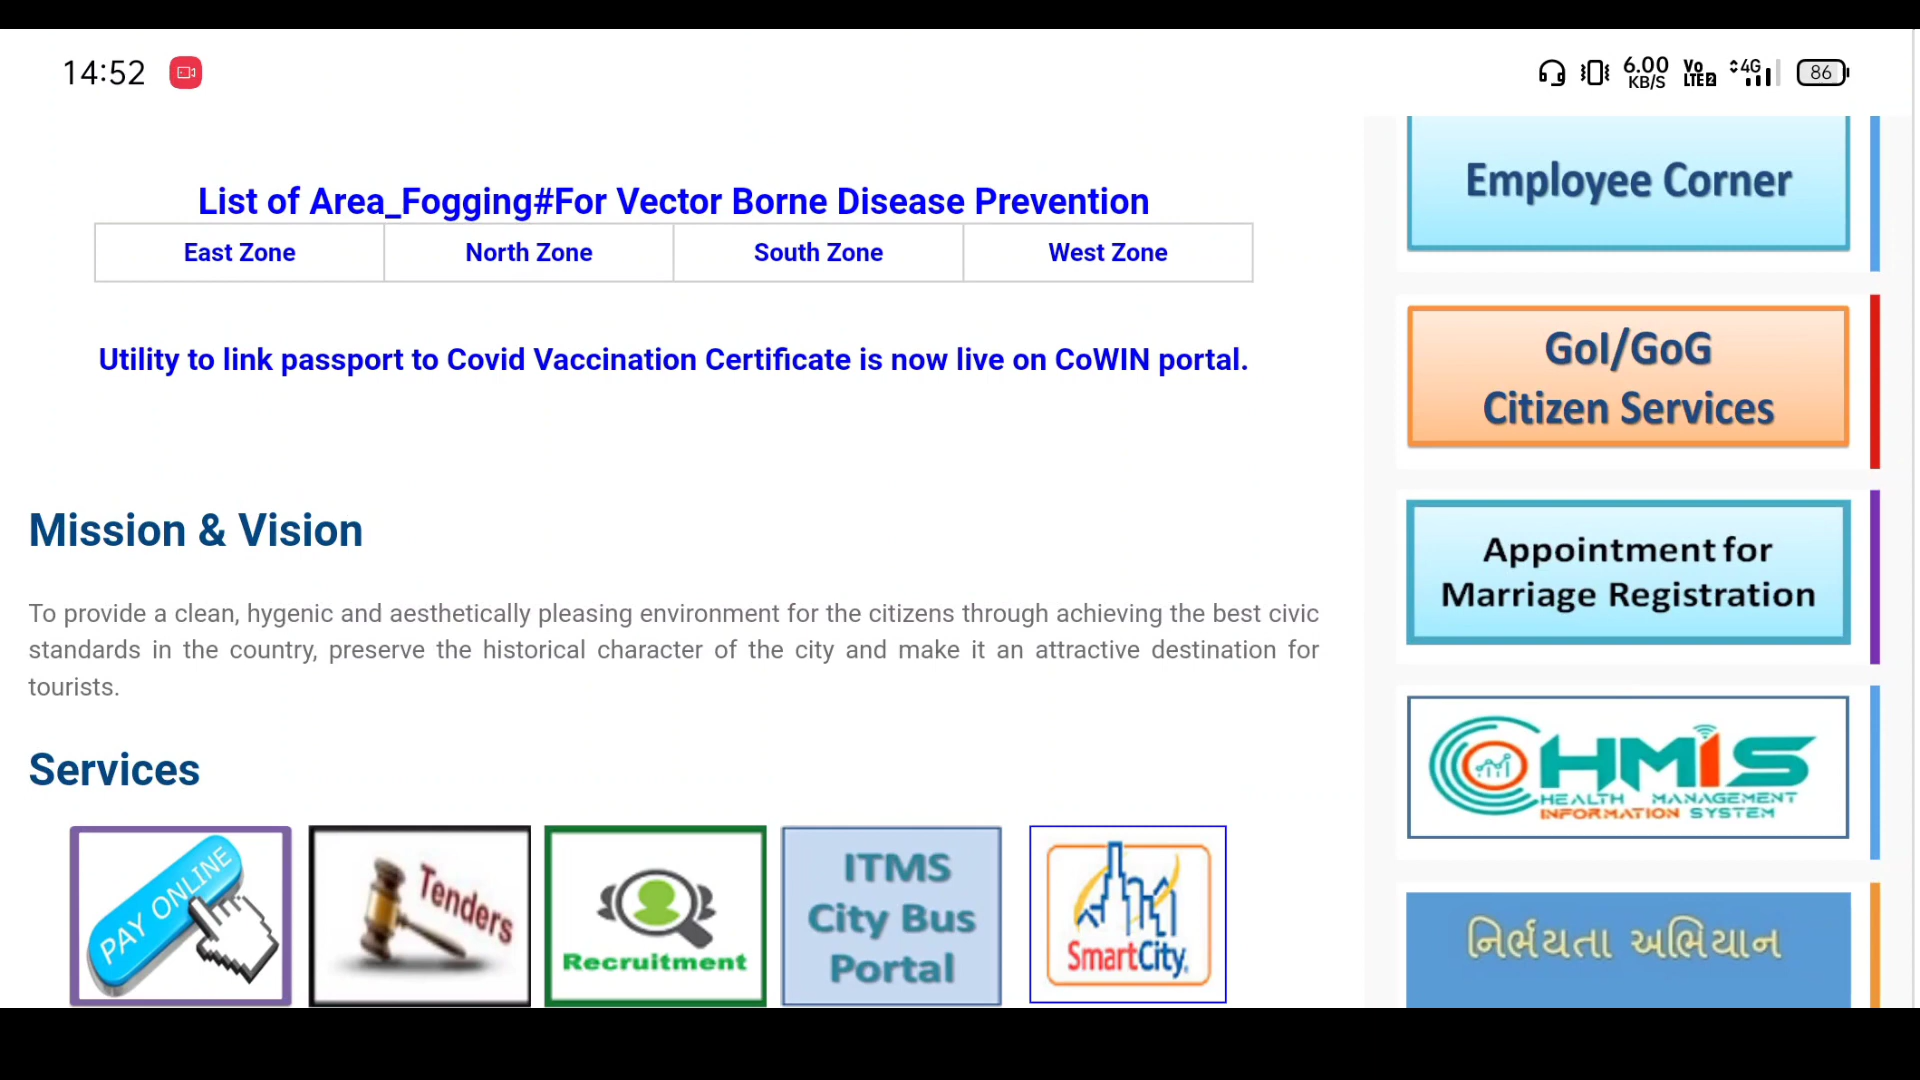 14:52
6.00
KB/S
Vo
LTE 2
4G
86
List of Area_Fogging#For Vector Borne Disease Prevention
East Zone North Zone South Zone West Zone
Utility to link passport to Covid Vaccination Certificate is now live on CoWIN portal.
Mission & Vision
To provide a clean, hygenic and aesthetically pleasing environment for the citizens through achieving the best civic
standards in the country, preserve the historical character of the city and make it an attractive destination for
tourists.
Services
PAY ONLINE
Tenders
Recruitment
ITMS
City Bus
Portal
SmartCity
Employee Corner
GoI/GoG
Citizen Services
Appointment for
Marriage Registration
HMIS
HEALTH MANAGEMENT
INFORMATION SYSTEM
નિર્ભયતા અભિયાન